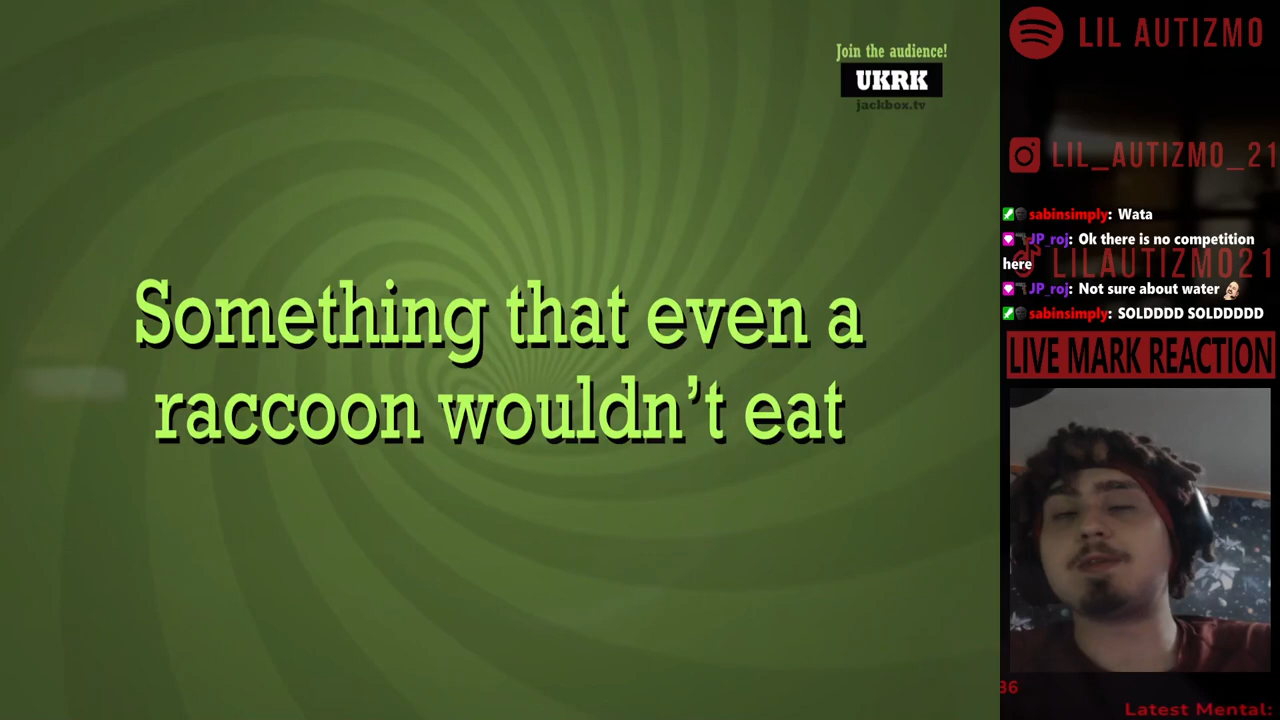 Join the audience!
UKRK
jackbox.tv
Something that even a
raccoon wouldn't eat
LIL AUTIZMO
LIL_AUTIZMO_21
sabinsimply: Wata
JP_roj: Ok there is no competition
here
LILAUTIZMO21
JP_roj: Not sure about water
sabinsimply: SOLDDDD SOLDDDDD
LIVE MARK REACTION
36
Latest Mental: